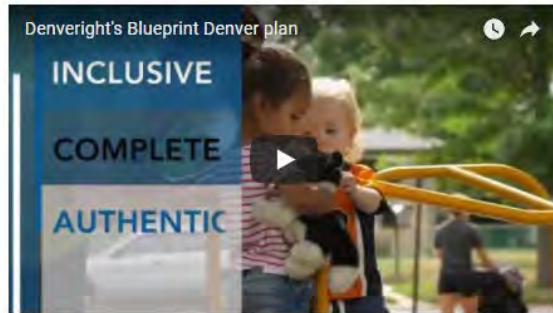 Denveright's Blueprint Denver plan
INCLUSIVE
COMPLETE
AUTHENTIC